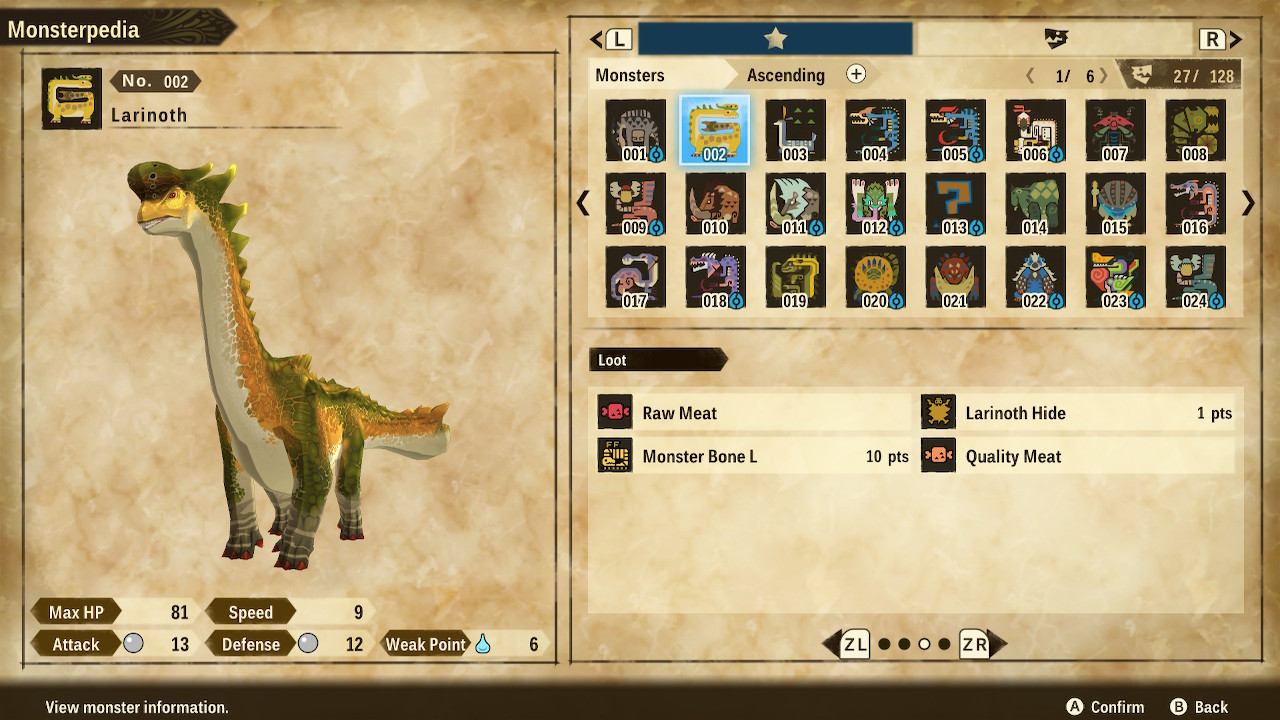 Monsterpedia
No. 002
Larinoth
Max HP 81 Speed 9
Attack 13 Defense 12 Weak Point 6
L R
Monsters Ascending 1/ 6 27/ 128
001 002 003 004 005 006 007 008
009 010 011 012 013 014 015 016
017 018 019 020 021 022 023 024
Loot
Raw Meat Larinoth Hide 1 pts
Monster Bone L 10 pts Quality Meat
ZL ZR
View monster information. A Confirm B Back